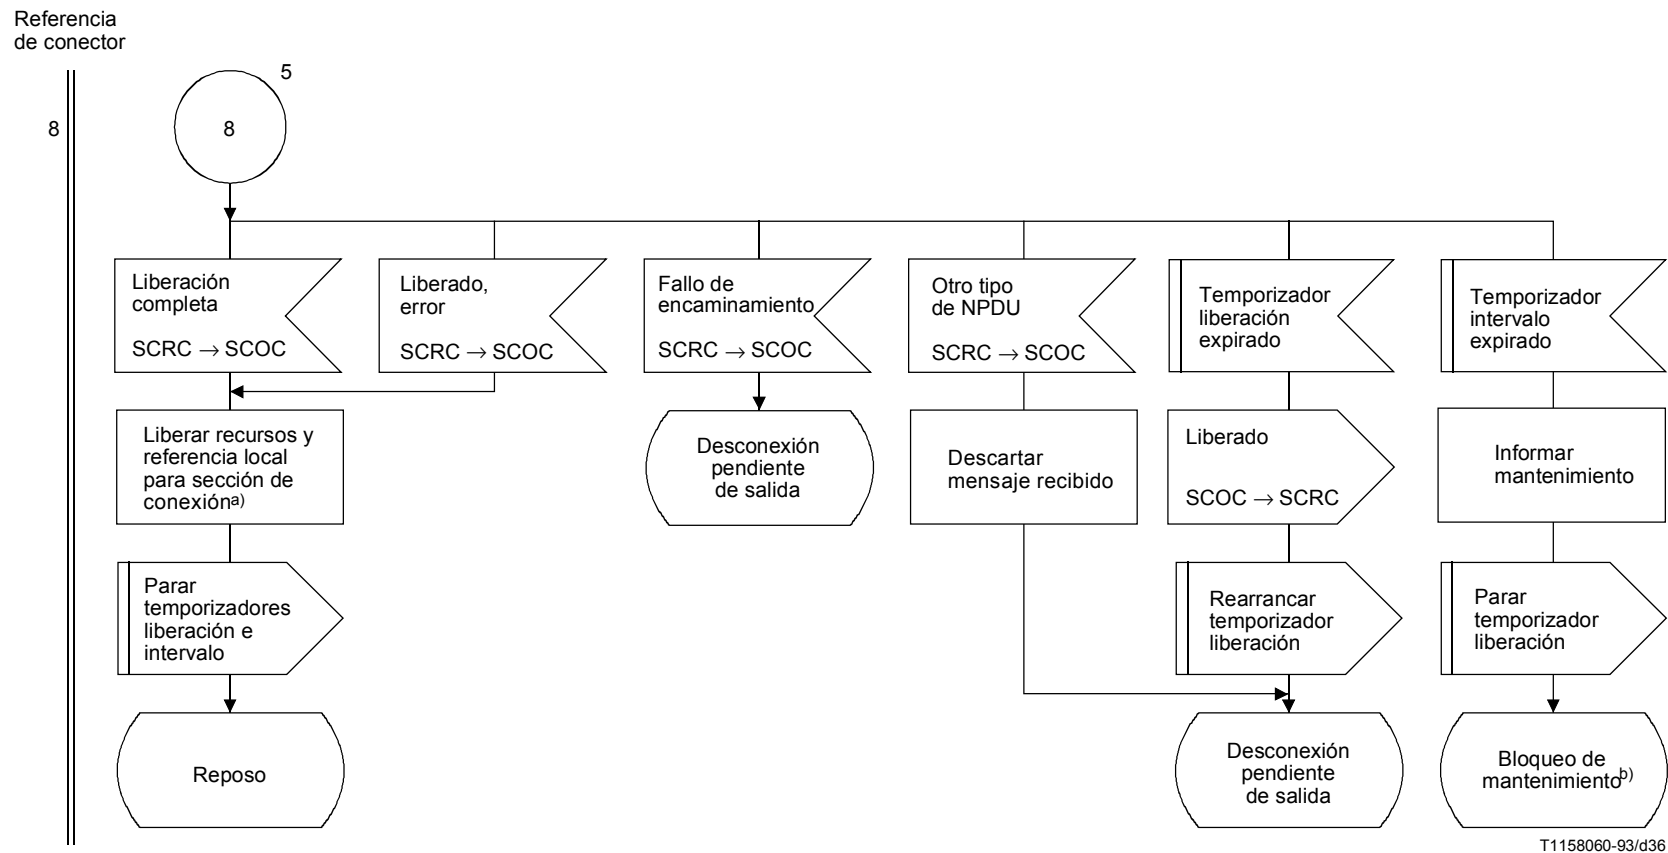 Referencia
de conector
5
8
8
Liberación
completa
SCRC → SCOC
Liberado,
error
SCRC → SCOC
Fallo de
encaminamiento
SCRC → SCOC
Otro tipo
de NPDU
SCRC → SCOC
Temporizador
liberación
expirado
Temporizador
intervalo
expirado
Liberar recursos y
referencia local
para sección de
conexióna)
Desconexión
pendiente
de salida
Descartar
mensaje recibido
Liberado
SCOC → SCRC
Informar
mantenimiento
Parar
temporizadores
liberación e
intervalo
Rearrancar
temporizador
liberación
Parar
temporizador
liberación
Reposo
Desconexión
pendiente
de salida
Bloqueo de
mantenimientob)
T1158060-93/d36